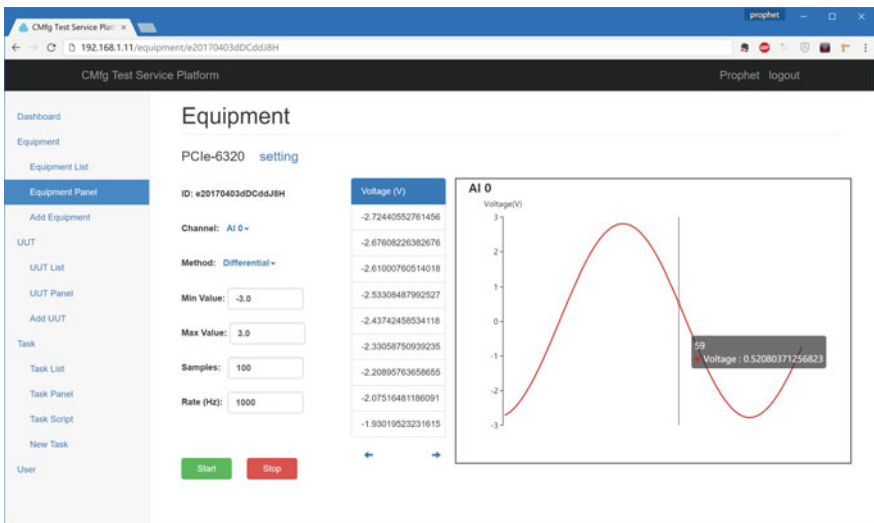 prophet
CMfg Test Service Plat
192.168.1.11/equipment/e20170403dDCddJ8H
CMfg Test Service Platform
Prophet logout
Dashboard
Equipment
Equipment List
Equipment Panel
Add Equipment
UUT
UUT List
UUT Panel
Add UUT
Task
Task List
Task Panel
Task Script
New Task
User
Equipment
PCIe-6320 setting
ID: e20170403dDCddJ8H
Channel: AI 0
Method: Differential
Min Value: -3.0
Max Value: 3.0
Samples: 100
Rate (Hz): 1000
Start
Stop
Voltage (V)
-2.72440552761456
-2.67608226382676
-2.61000760514018
-2.53308487992527
-2.43742458534118
-2.33058750939235
-2.20895763658655
-2.07516481186091
-1.93019523231615
AI 0
Voltage(V)
3
2
1
0
-1
-2
-3
59
Voltage : 0.52080371256823